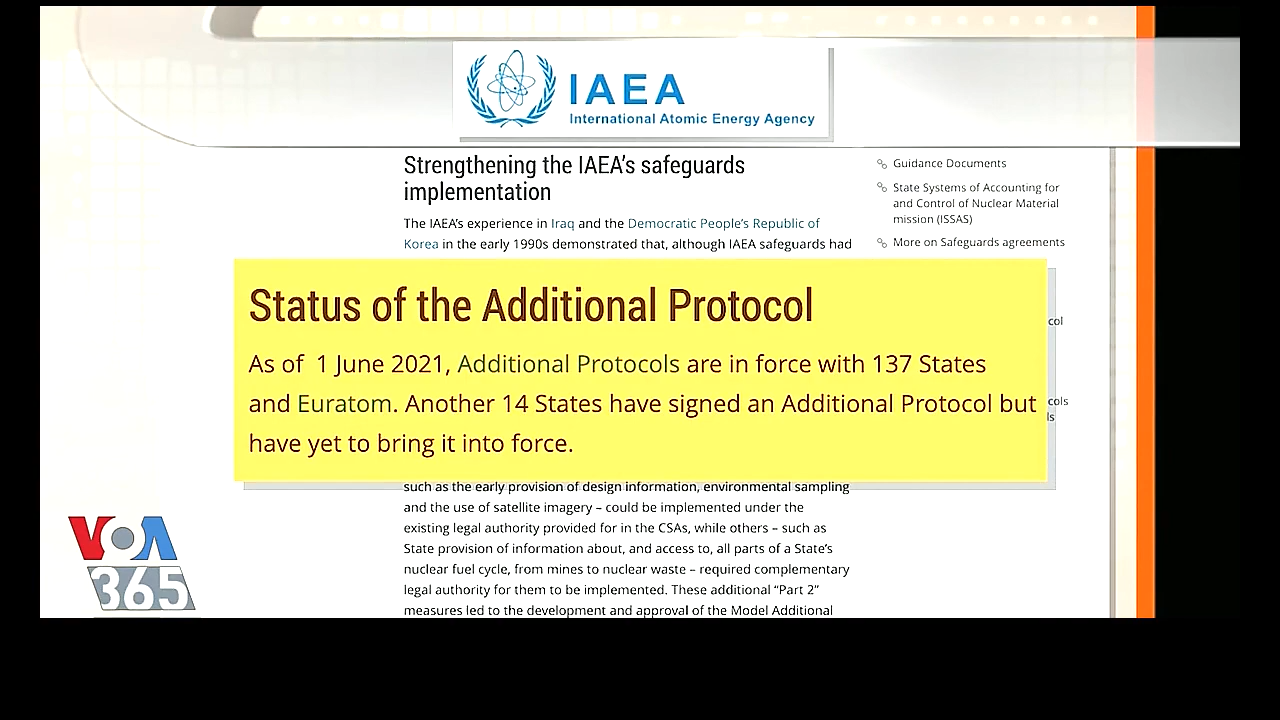 IAEA
International Atomic Energy Agency
Strengthening the IAEA's safeguards
implementation
The IAEA's experience in Iraq and the Democratic People's Republic of
Korea in the early 1990s demonstrated that, although IAEA safeguards had
Guidance Documents
State Systems of Accounting for
and Control of Nuclear Material
mission (ISSAS)
More on Safeguards agreements
Status of the Additional Protocol
As of 1 June 2021, Additional Protocols are in force with 137 States
and Euratom. Another 14 States have signed an Additional Protocol but
have yet to bring it into force.
such as the early provision of design information, environmental sampling
and the use of satellite imagery – could be implemented under the
existing legal authority provided for in the CSAs, while others – such as
State provision of information about, and access to, all parts of a State's
nuclear fuel cycle, from mines to nuclear waste – required complementary
legal authority for them to be implemented. These additional “Part 2”
measures led to the development and approval of the Model Additional
VOA
365